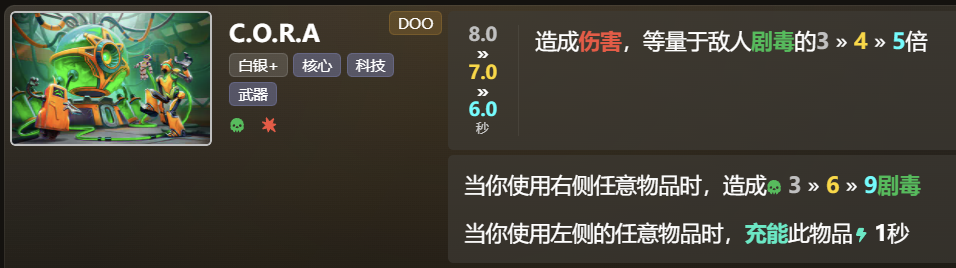 C.O.R.A
DOO
白银+
核心
科技
武器
8.0
»
7.0
»
6.0
秒
造成伤害，等量于敌人剧毒的3 » 4 » 5倍
当你使用右侧任意物品时，造成 3 » 6 » 9剧毒
当你使用左侧的任意物品时，充能此物品 1秒